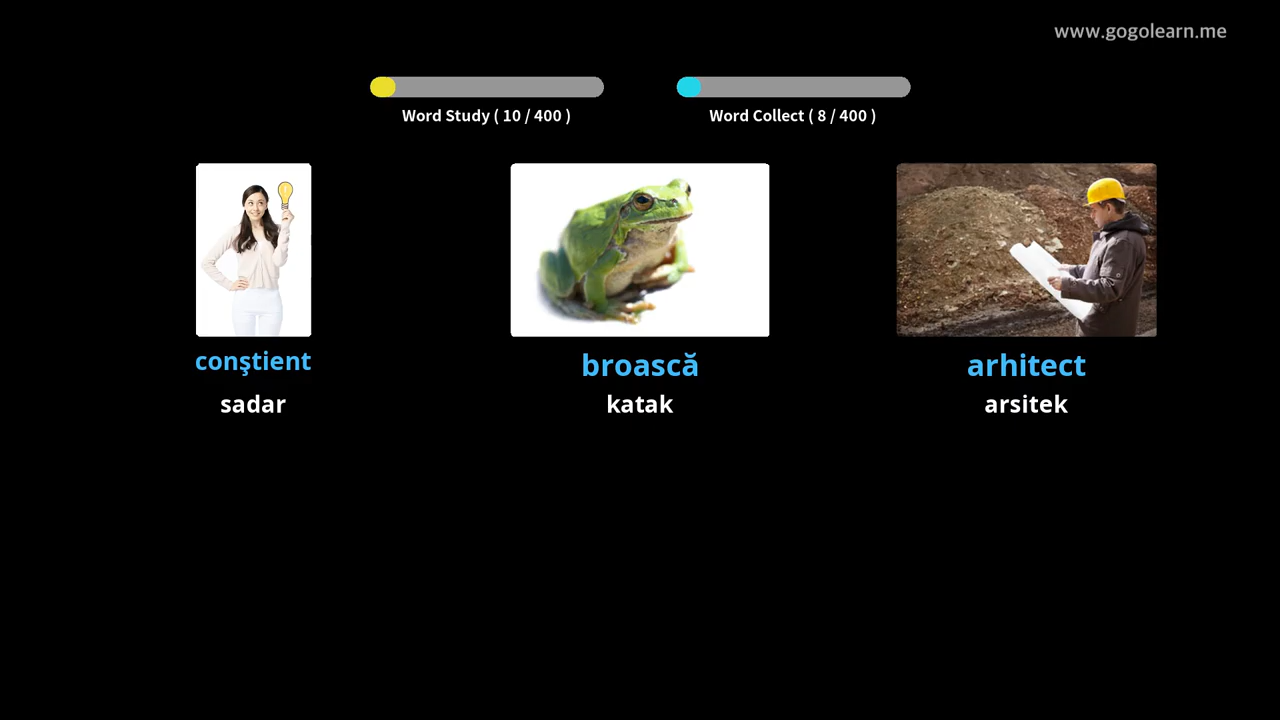 www.gogolearn.me
Word Study ( 10 / 400 )
Word Collect ( 8 / 400 )
conştient
broască
arhitect
sadar
katak
arsitek